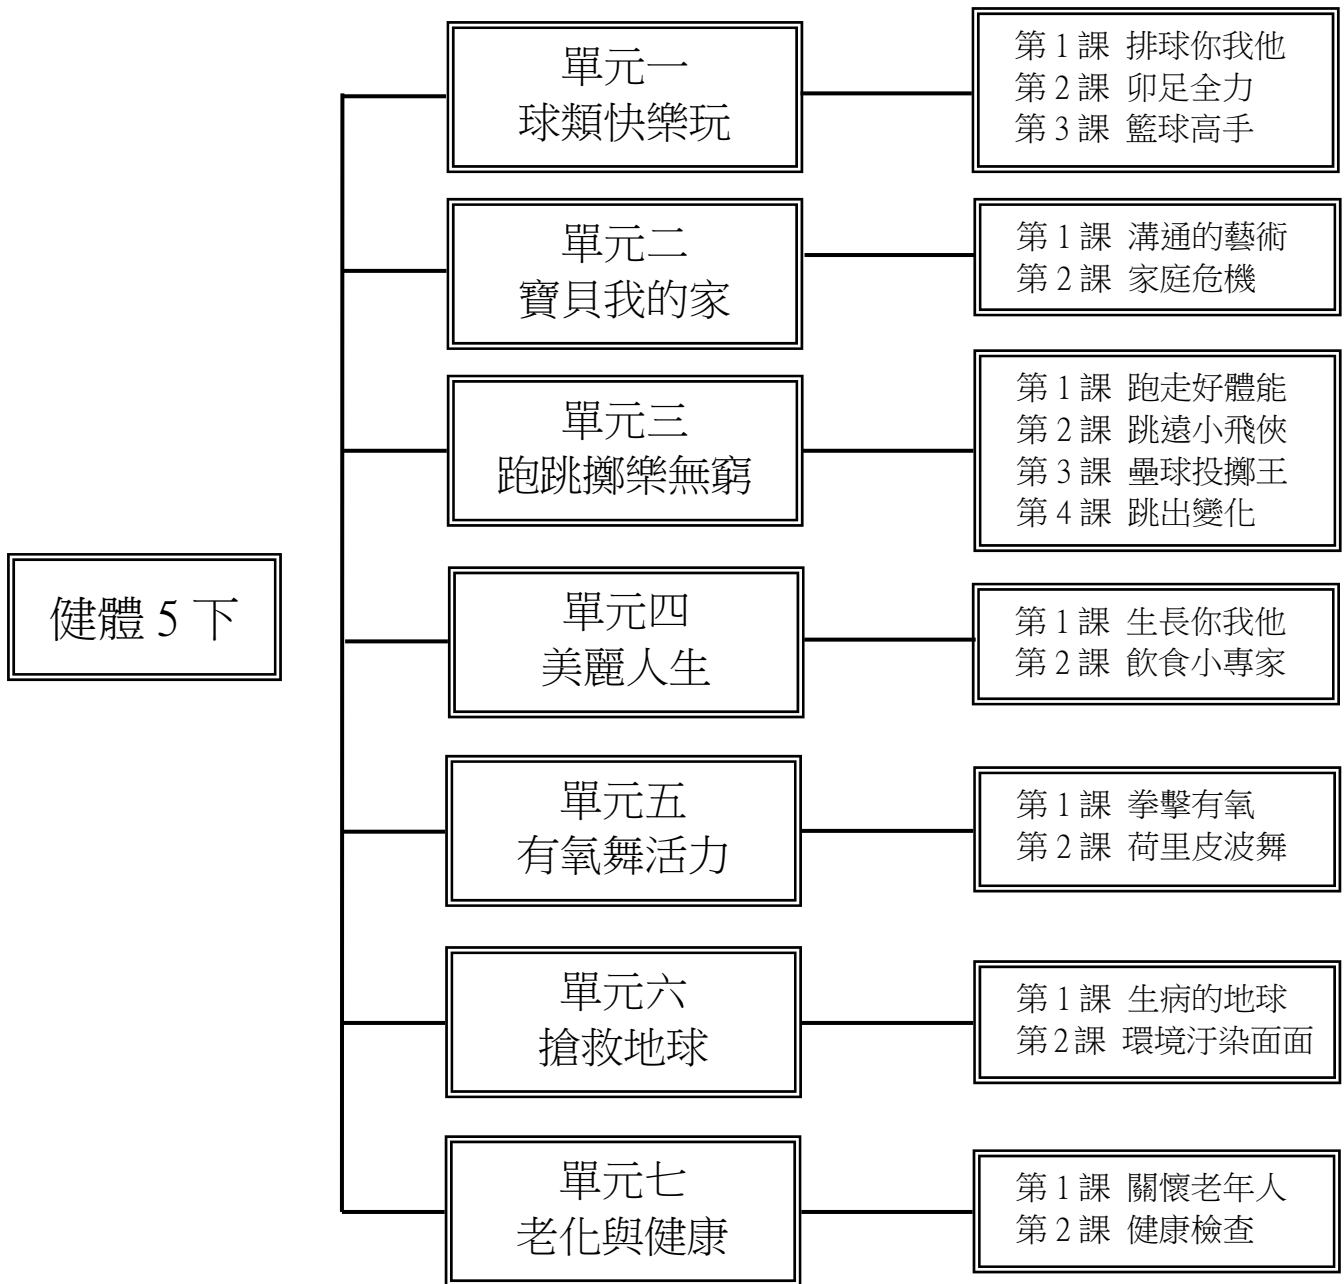 健體 5 下
單元一
球類快樂玩
第 1 課 排球你我他
第 2 課 卯足全力
第 3 課 籃球高手
單元二
寶貝我的家
第 1 課 溝通的藝術
第 2 課 家庭危機
單元三
跑跳擲樂無窮
第 1 課 跑走好體能
第 2 課 跳遠小飛俠
第 3 課 壘球投擲王
第 4 課 跳出變化
單元四
美麗人生
第 1 課 生長你我他
第 2 課 飲食小專家
單元五
有氧舞活力
第 1 課 拳擊有氧
第 2 課 荷里皮波舞
單元六
搶救地球
第 1 課 生病的地球
第 2 課 環境汙染面面
單元七
老化與健康
第 1 課 關懷老年人
第 2 課 健康檢查